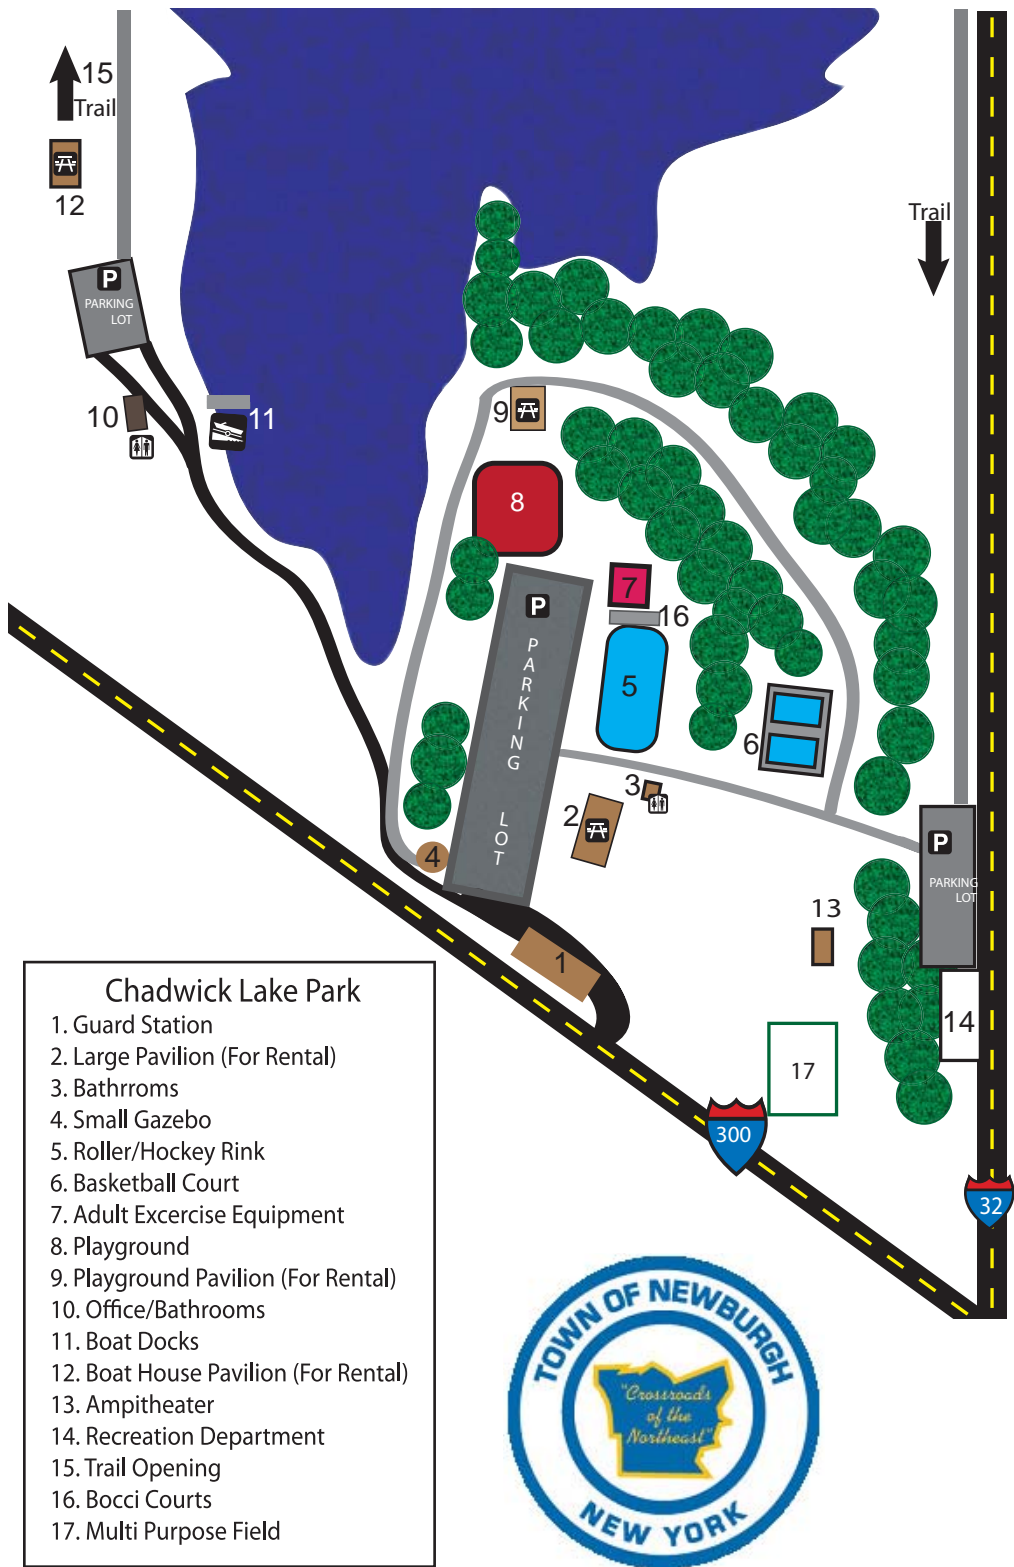 15
Trail
12
Trail
P
PARKING
LOT
10
11
9
8
7
16
P
PARKING LOT
5
6
3
2
4
P
PARKING
LOT
13
1
14
17
300
32
Chadwick Lake Park
1. Guard Station
2. Large Pavilion (For Rental)
3. Bathrroms
4. Small Gazebo
5. Roller/Hockey Rink
6. Basketball Court
7. Adult Excercise Equipment
8. Playground
9. Playground Pavilion (For Rental)
10. Office/Bathrooms
11. Boat Docks
12. Boat House Pavilion (For Rental)
13. Ampitheater
14. Recreation Department
15. Trail Opening
16. Bocci Courts
17. Multi Purpose Field
TOWN OF NEWBURGH
"Crossroads
of the
Northeast"
NEW YORK